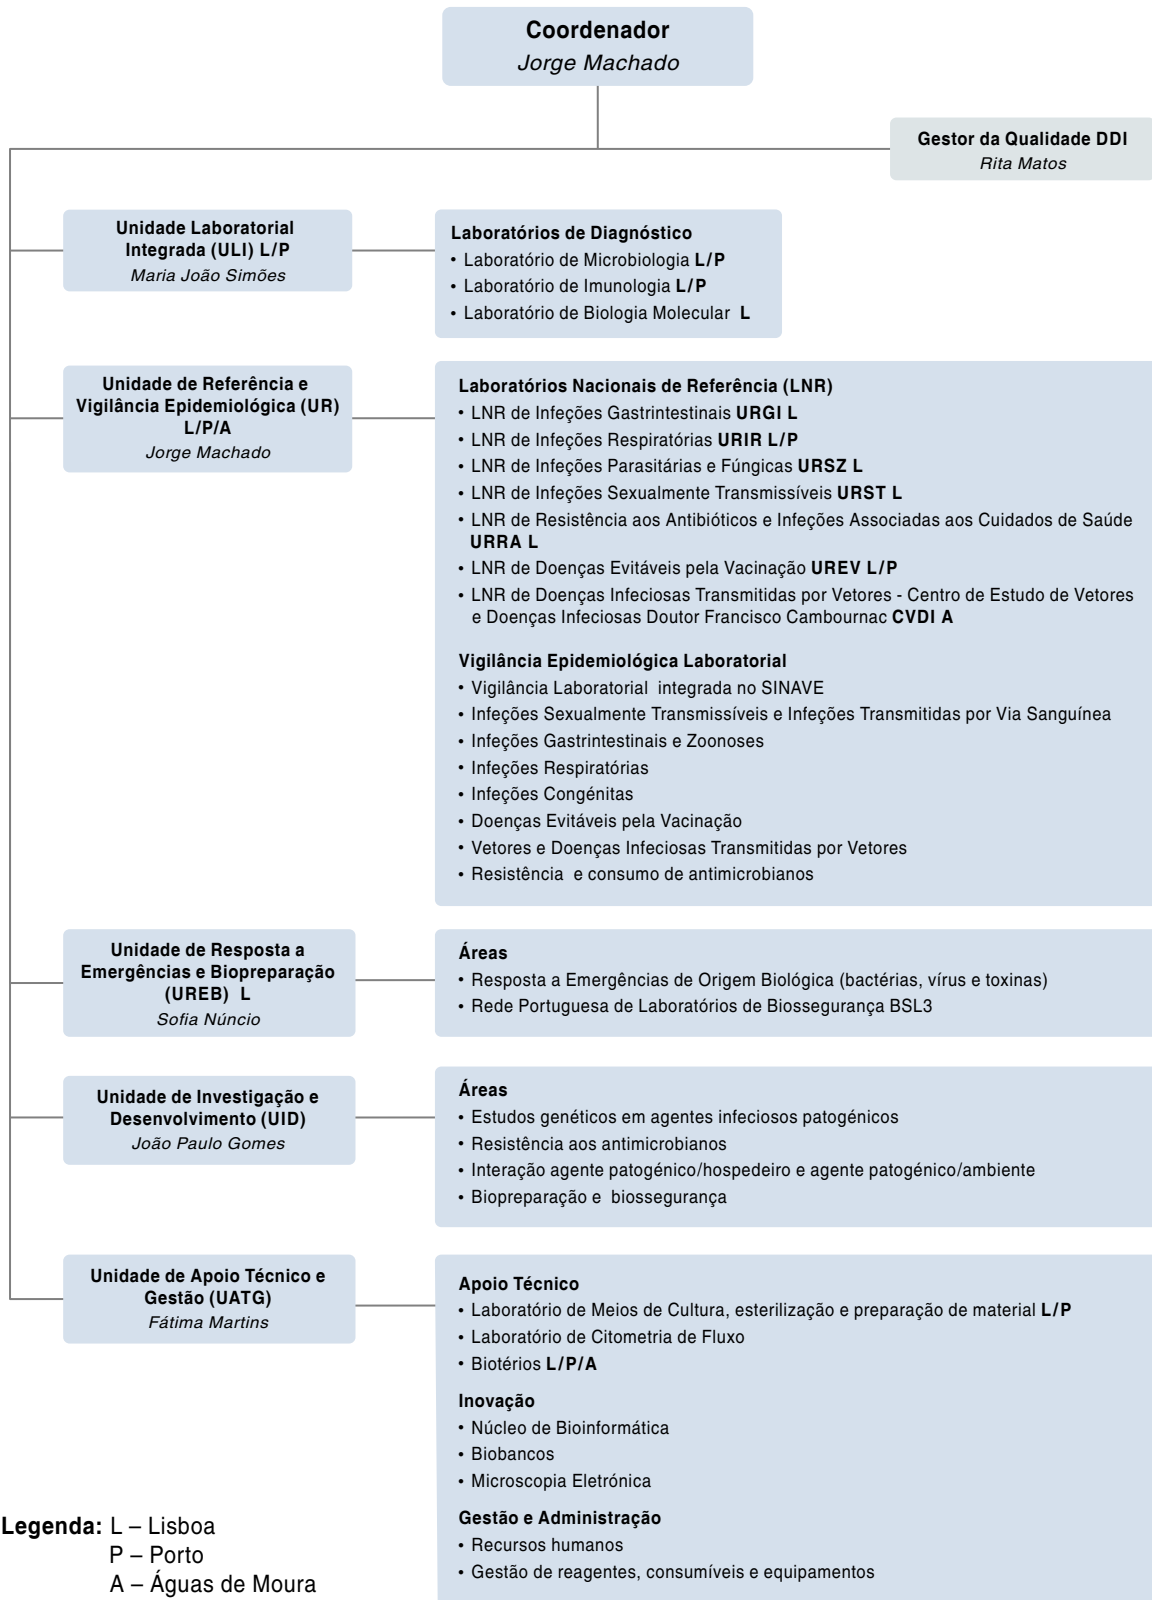 Coordenador
Jorge Machado
Gestor da Qualidade DDI
Rita Matos
Unidade Laboratorial
Integrada (ULI) L/P
Maria João Simões
Laboratórios de Diagnóstico
• Laboratório de Microbiologia L/P
• Laboratório de Imunologia L/P
• Laboratório de Biologia Molecular L
Unidade de Referência e
Vigilância Epidemiológica (UR)
L/P/A
Jorge Machado
Laboratórios Nacionais de Referência (LNR)
• LNR de Infeções Gastrintestinais URGI L
• LNR de Infeções Respiratórias URIR L/P
• LNR de Infeções Parasitárias e Fúngicas URSZ L
• LNR de Infeções Sexualmente Transmissíveis URST L
• LNR de Resistência aos Antibióticos e Infeções Associadas aos Cuidados de Saúde
URRA L
• LNR de Doenças Evitáveis pela Vacinação UREV L/P
• LNR de Doenças Infeciosas Transmitidas por Vetores - Centro de Estudo de Vetores
e Doenças Infeciosas Doutor Francisco Cambournac CVDI A
Vigilância Epidemiológica Laboratorial
• Vigilância Laboratorial integrada no SINAVE
• Infeções Sexualmente Transmissíveis e Infeções Transmitidas por Via Sanguínea
• Infeções Gastrintestinais e Zoonoses
• Infeções Respiratórias
• Infeções Congénitas
• Doenças Evitáveis pela Vacinação
• Vetores e Doenças Infeciosas Transmitidas por Vetores
• Resistência e consumo de antimicrobianos
Unidade de Resposta a
Emergências e Biopreparação
(UREB) L
Sofia Núncio
Áreas
• Resposta a Emergências de Origem Biológica (bactérias, vírus e toxinas)
• Rede Portuguesa de Laboratórios de Biossegurança BSL3
Unidade de Investigação e
Desenvolvimento (UID)
João Paulo Gomes
Áreas
• Estudos genéticos em agentes infeciosos patogénicos
• Resistência aos antimicrobianos
• Interação agente patogénico/hospedeiro e agente patogénico/ambiente
• Biopreparação e biossegurança
Unidade de Apoio Técnico e
Gestão (UATG)
Fátima Martins
Apoio Técnico
• Laboratório de Meios de Cultura, esterilização e preparação de material L/P
• Laboratório de Citometria de Fluxo
• Biotérios L/P/A
Inovação
• Núcleo de Bioinformática
• Biobancos
• Microscopia Eletrónica
Gestão e Administração
• Recursos humanos
• Gestão de reagentes, consumíveis e equipamentos
Legenda: L – Lisboa
P – Porto
A – Águas de Moura